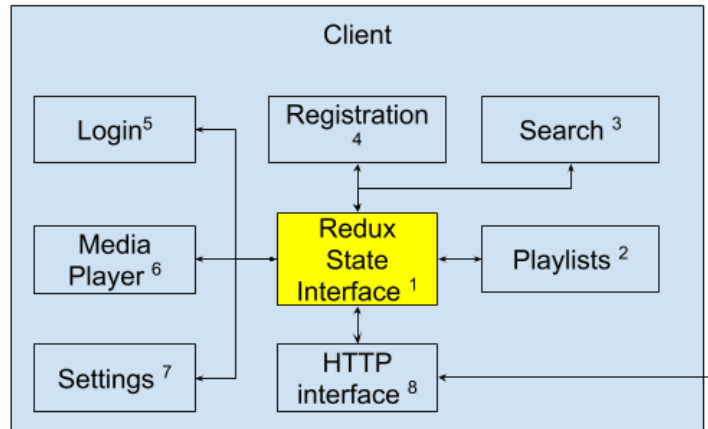 Client
Login⁵
Registration
4
Search ³
Media
Player ⁶
Redux
State
Interface ¹
Playlists ²
Settings ⁷
HTTP
interface ⁸